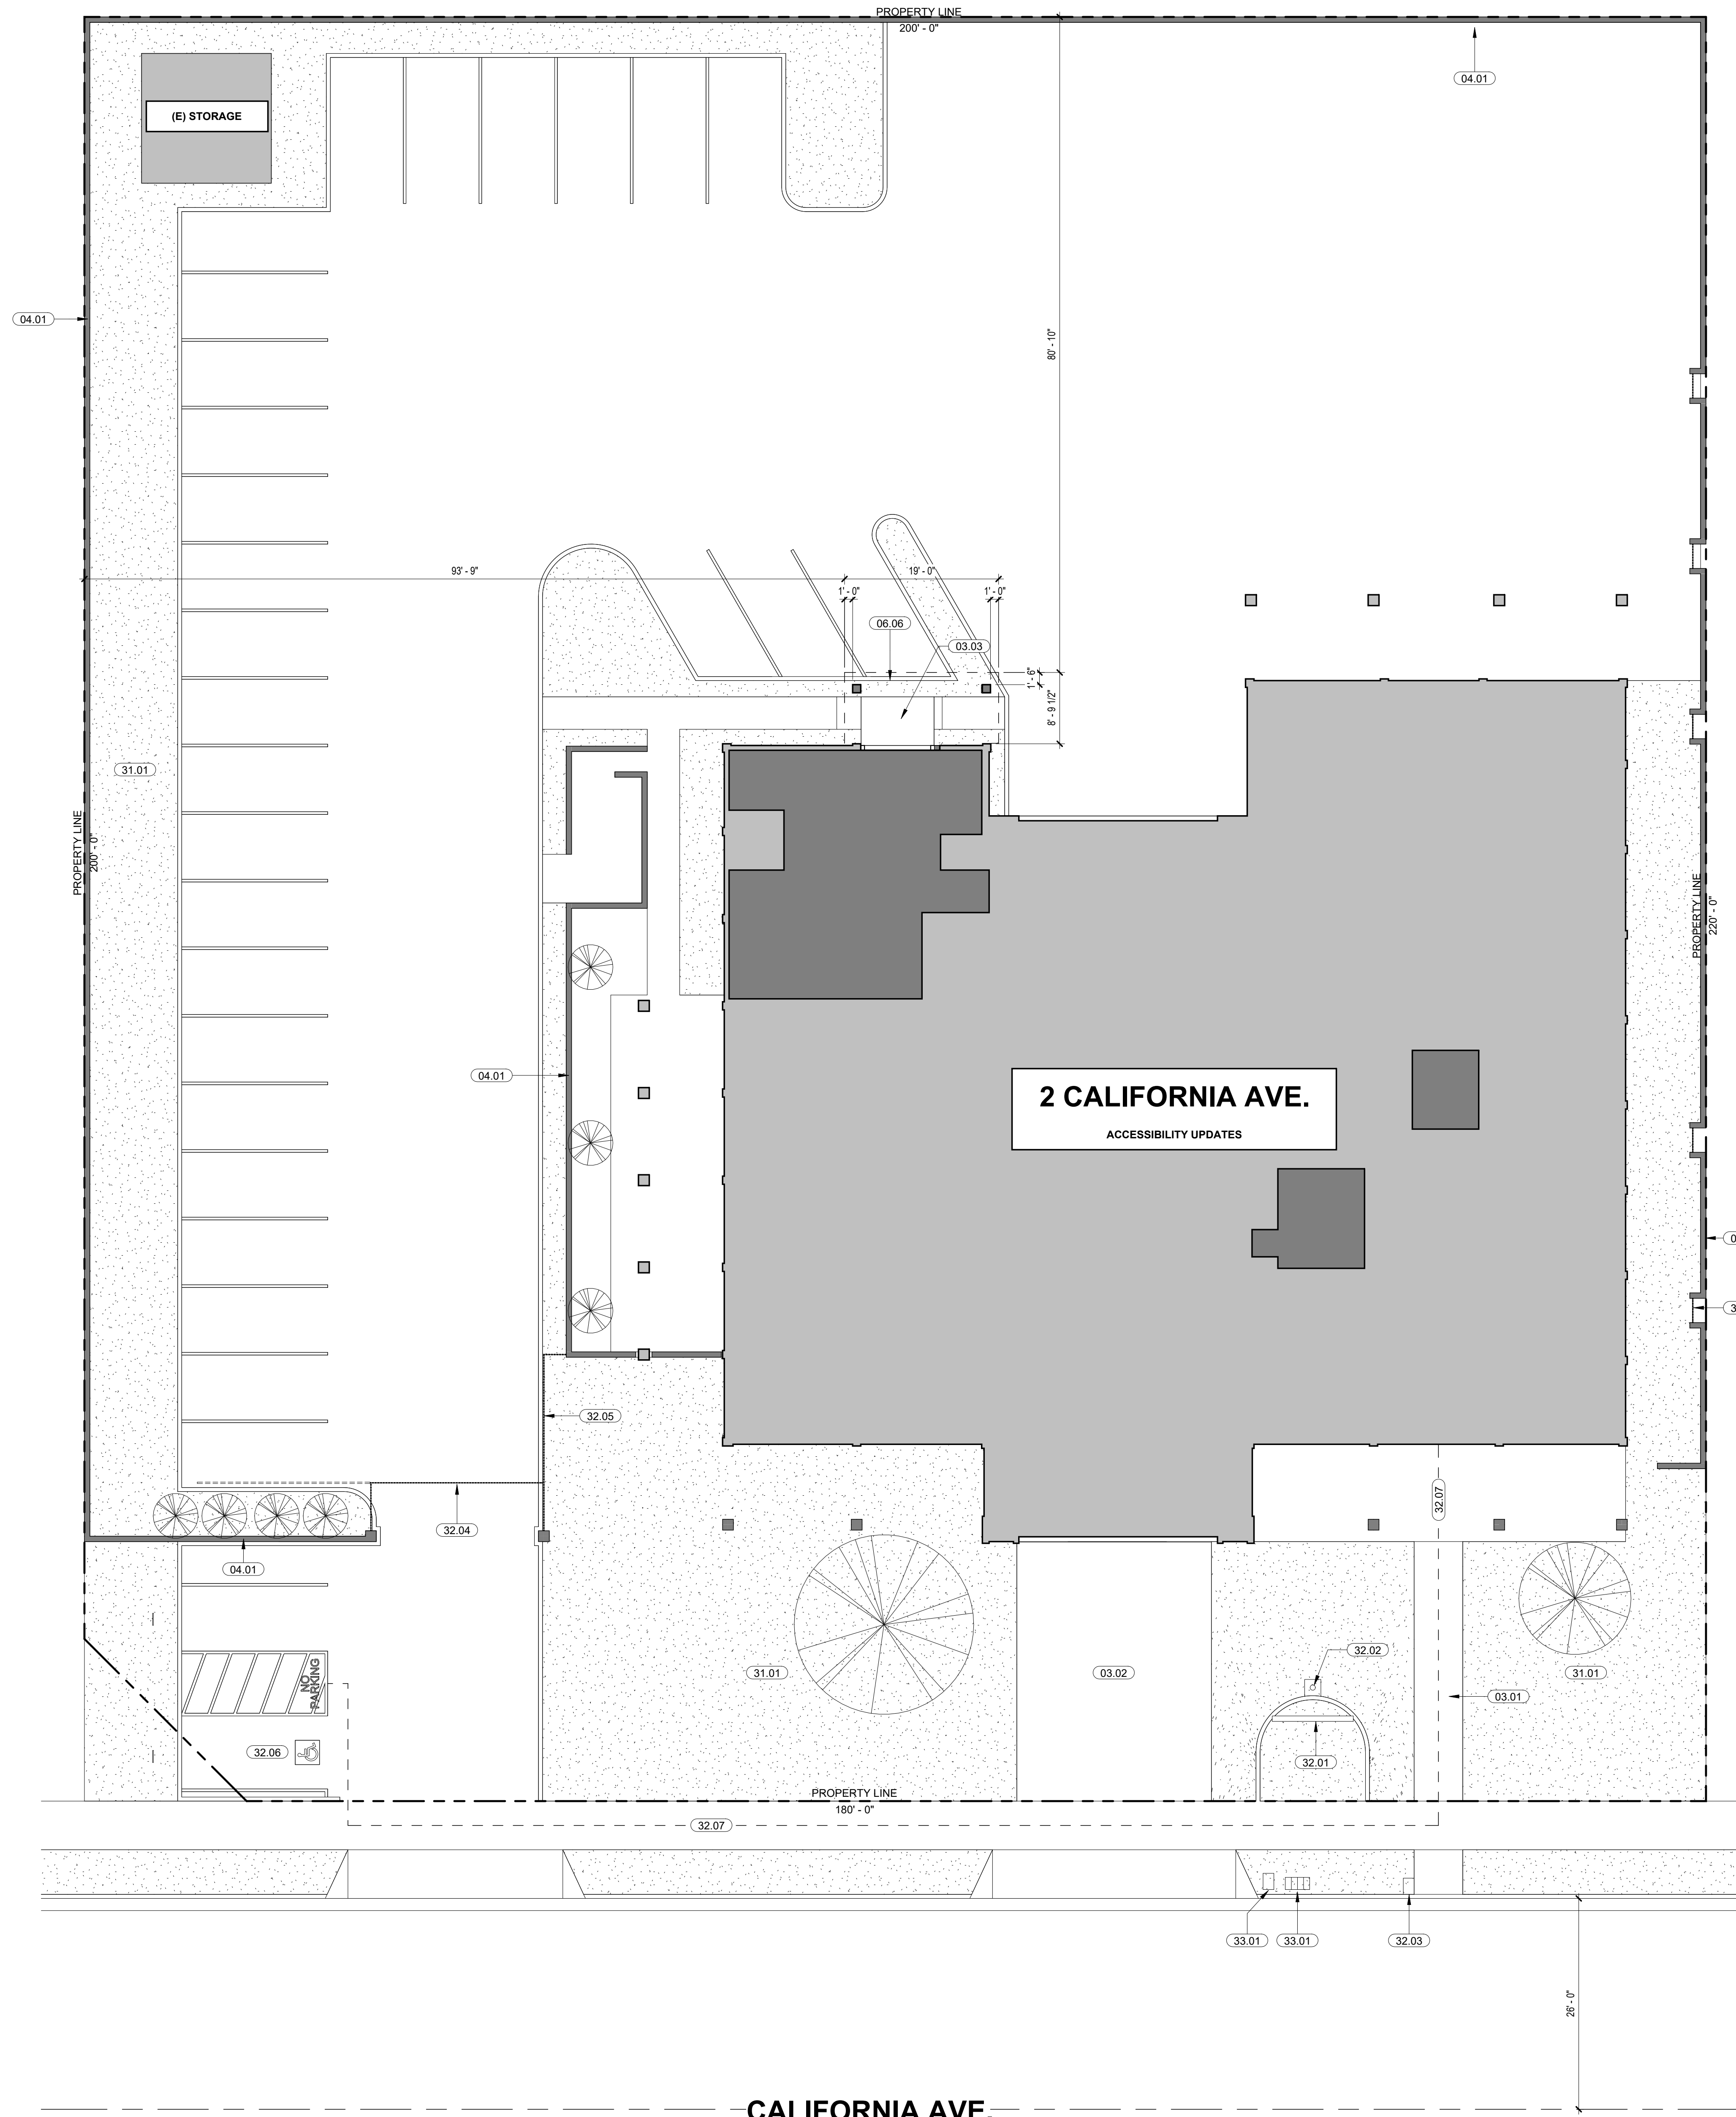 PROPERTY LINE
200' - 0"
04.01
(E) STORAGE
04.01
80' - 10"
93' - 9"
19' - 0"
1' - 0"
1' - 0"
06.06
03.03
1' - 6"
8' - 9 1/2"
31.01
PROPERTY LINE
200' - 0"
PROPERTY LINE
220' - 0"
04.01
2 CALIFORNIA AVE.
ACCESSIBILITY UPDATES
32.05
32.07
32.04
04.01
NO
PARKING
31.01
03.02
32.02
31.01
03.01
32.06
32.01
PROPERTY LINE
180' - 0"
32.07
33.01
33.01
32.03
26' - 0"
CALIFORNIA AVE.